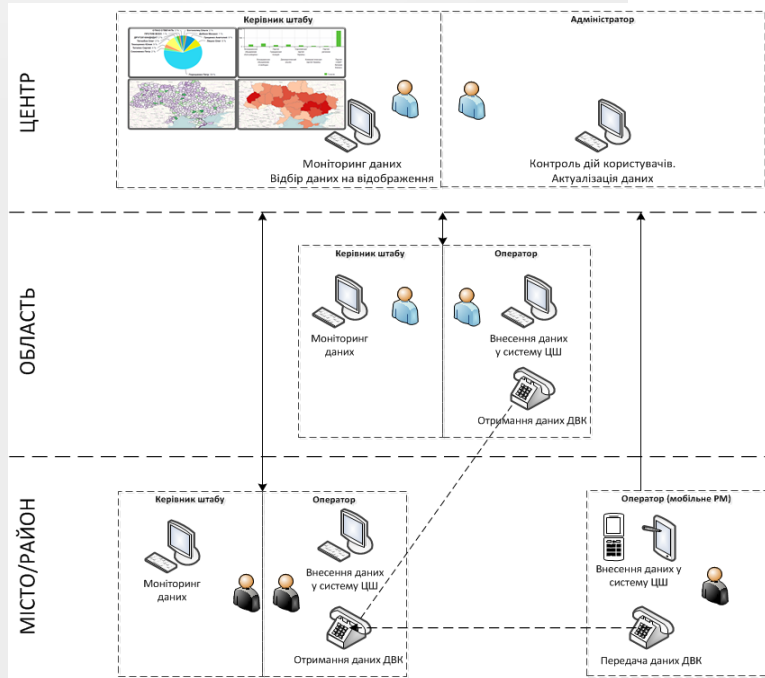 ЦЕНТР
Керівник штабу
Адміністратор
Моніторинг даних
Відбір даних на відображення
Контроль дій користувачів.
Актуалізація даних
ОБЛАСТЬ
Керівник штабу
Оператор
Моніторинг
даних
Внесення даних
у систему ЦШ
Отримання даних ДВК
МІСТО/РАЙОН
Керівник штабу
Оператор
Оператор (мобільне РМ)
Моніторинг
даних
Внесення даних
у систему ЦШ
Внесення даних у
систему ЦШ
Отримання даних ДВК
Передача даних ДВК